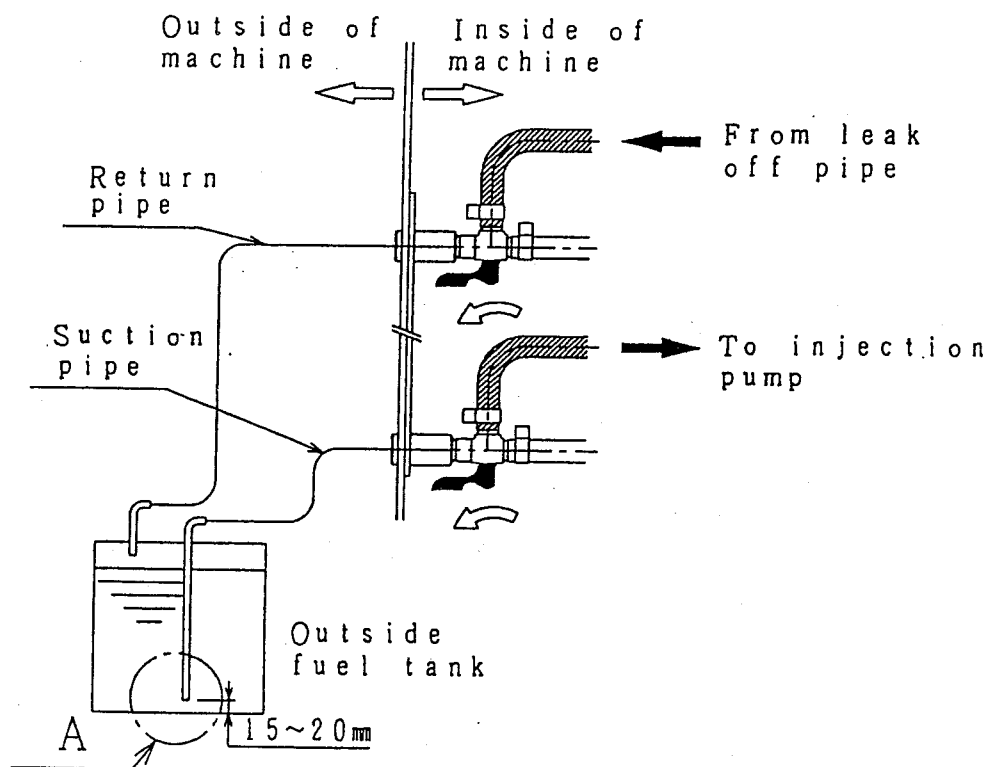 Outside of
machine
Inside of
machine
From leak
off pipe
Return
pipe
Suction
pipe
To injection
pump
Outside
fuel tank
15~20mm
A